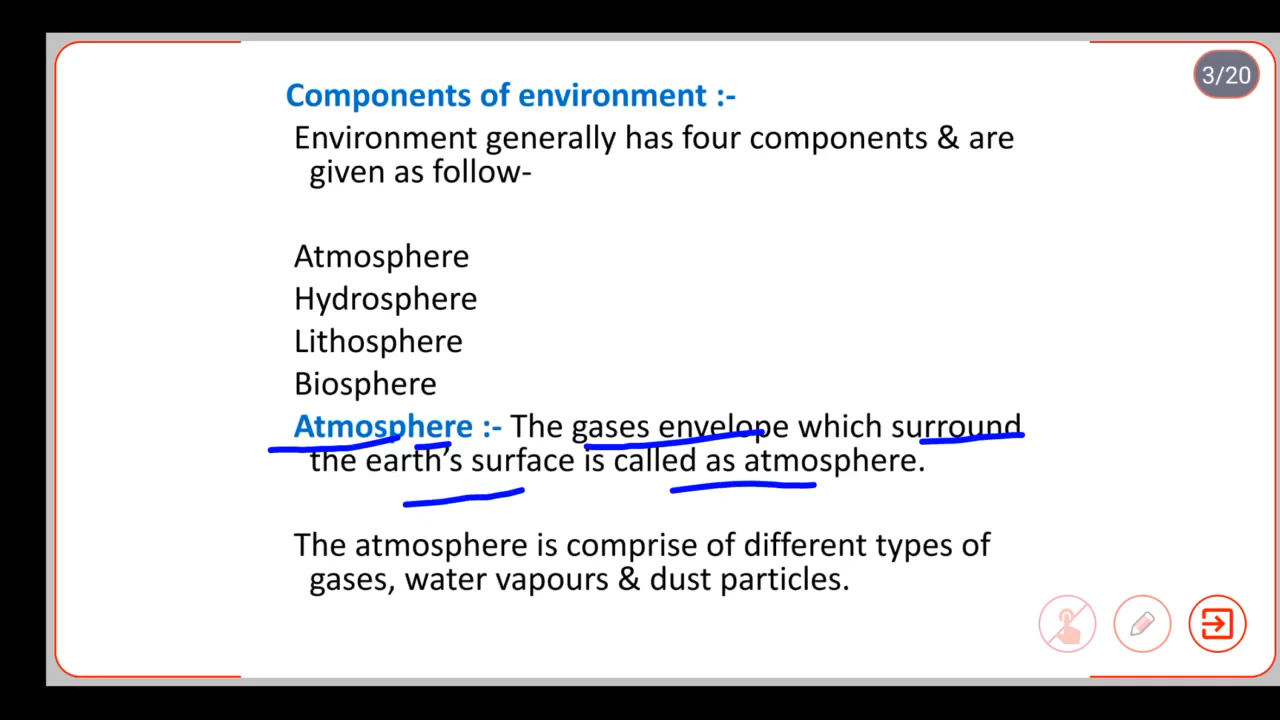 3/20
Components of environment :-
Environment generally has four components & are
given as follow-
Atmosphere
Hydrosphere
Lithosphere
Biosphere
Atmosphere :- The gases envelope which surround
the earth’s surface is called as atmosphere.
The atmosphere is comprise of different types of
gases, water vapours & dust particles.